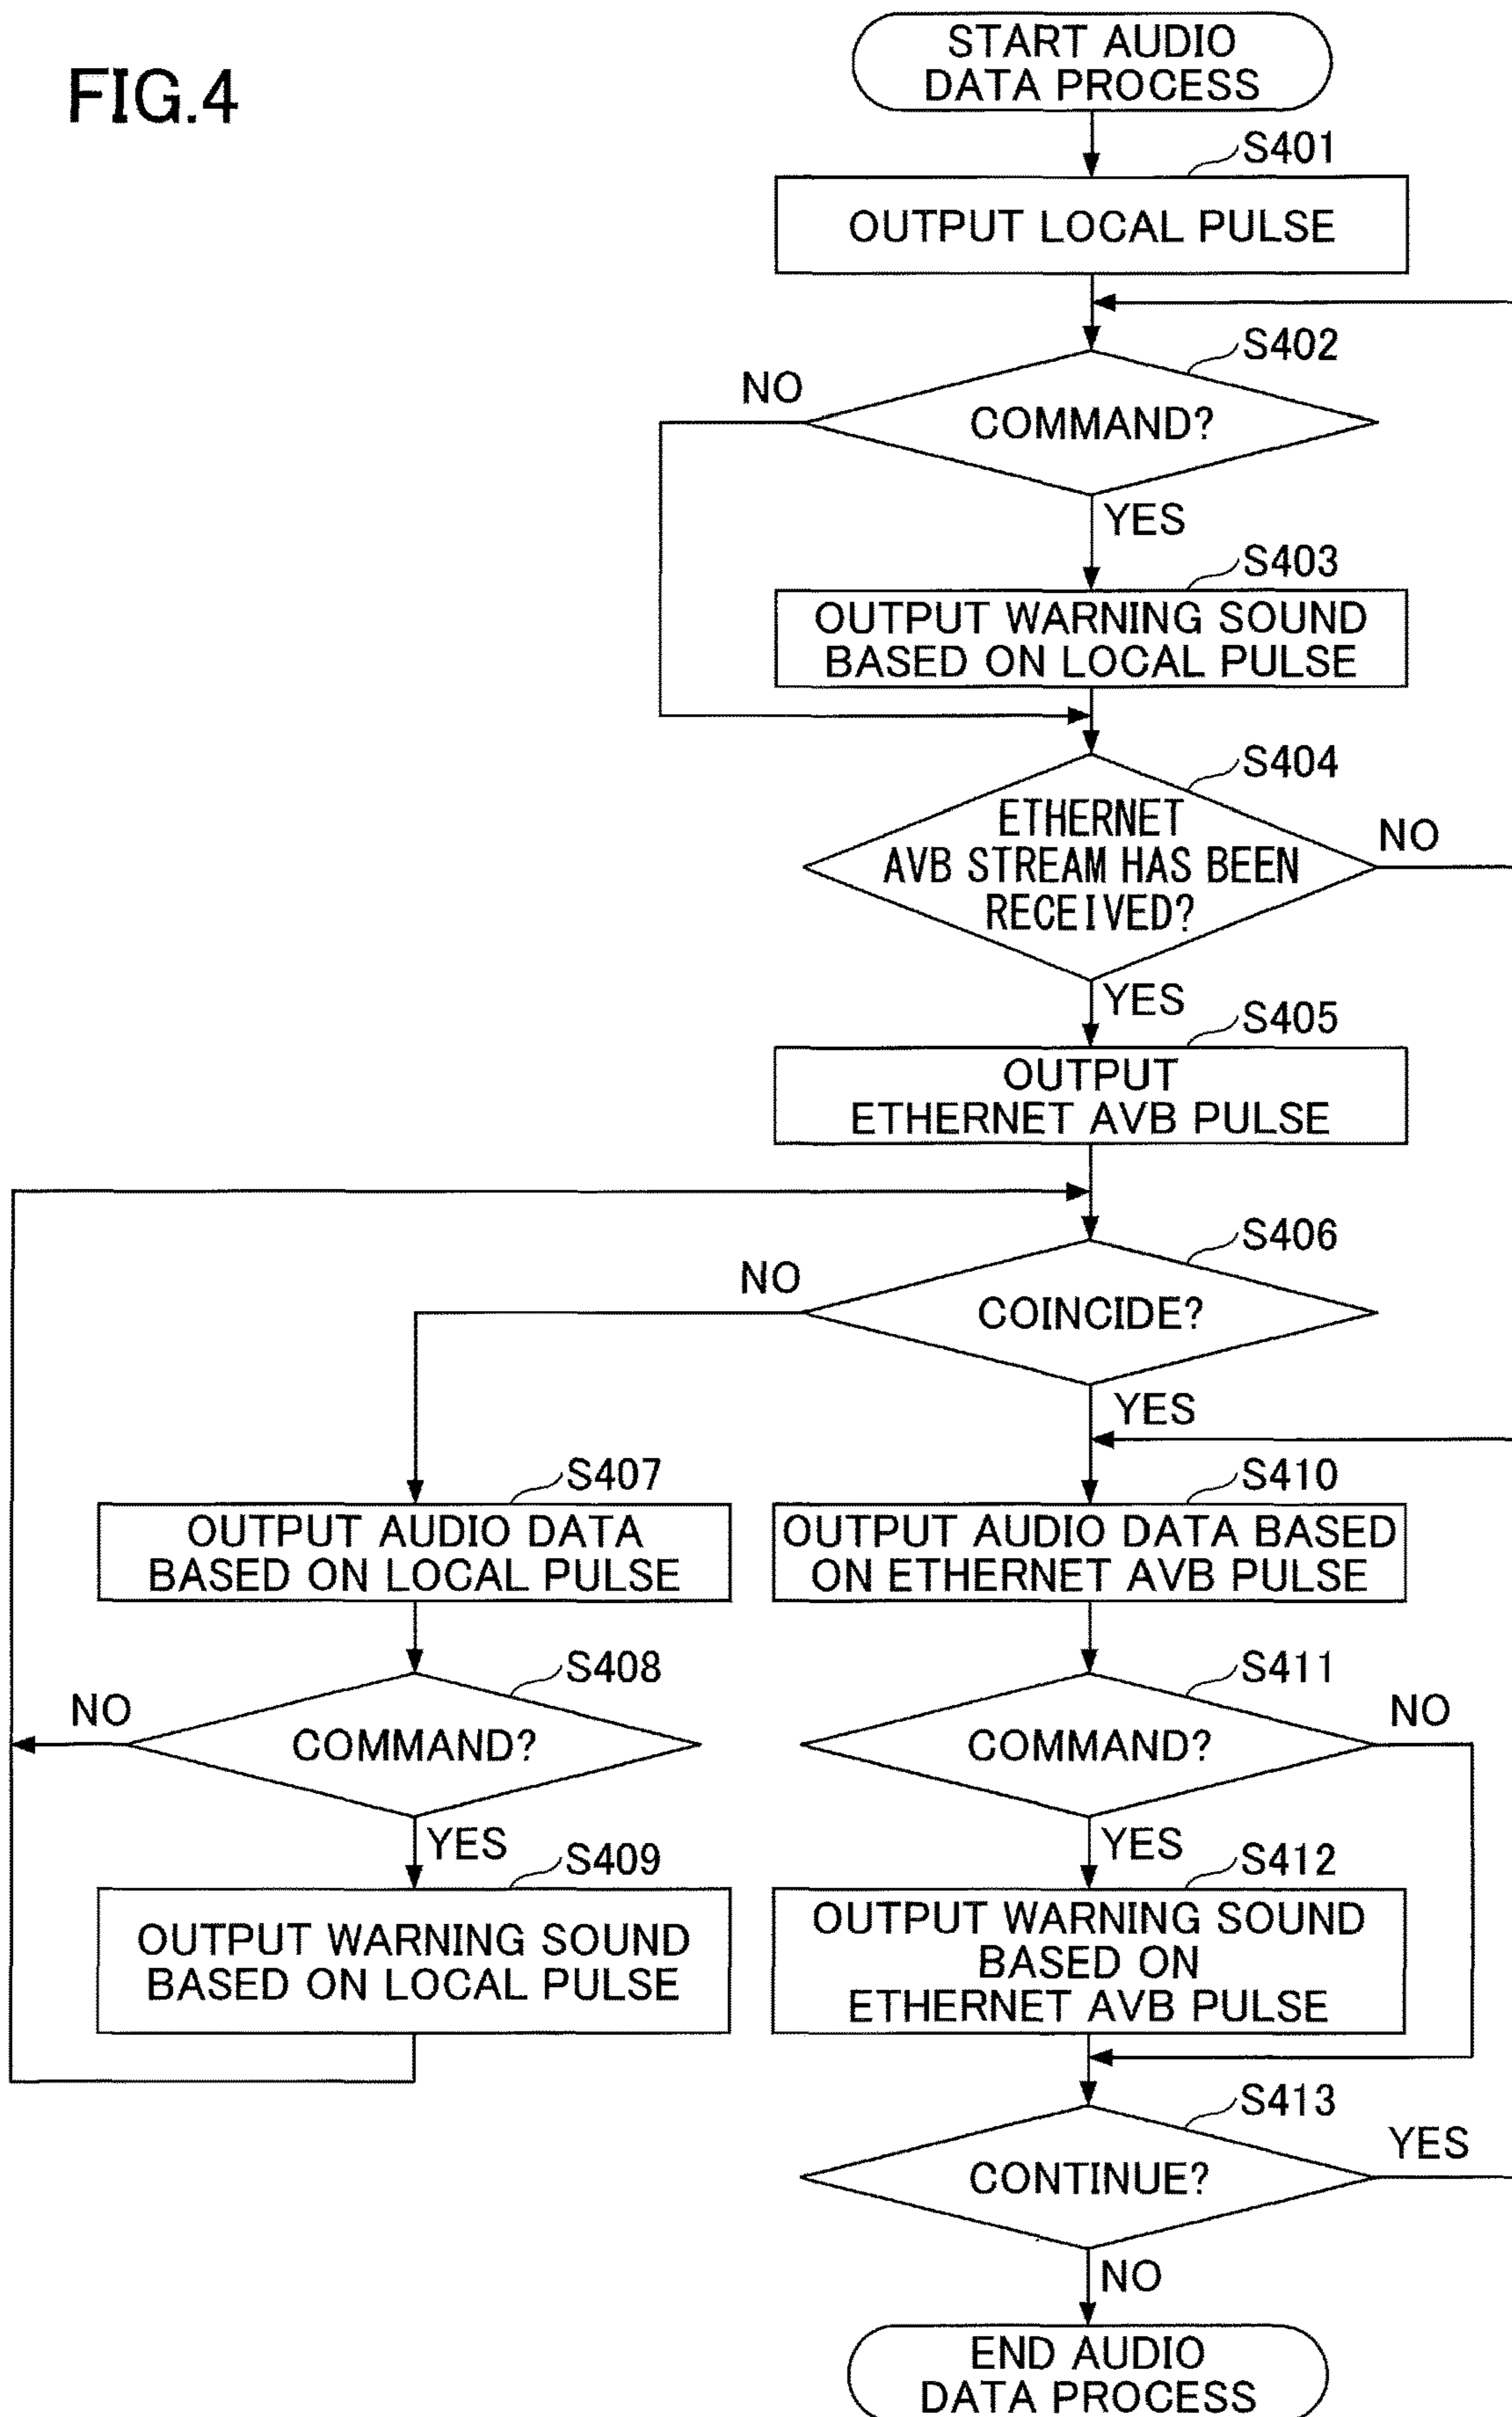 FIG.4
START AUDIO
DATA PROCESS
S401
OUTPUT LOCAL PULSE
S402
NO
COMMAND?
YES
S403
OUTPUT WARNING SOUND
BASED ON LOCAL PULSE
S404
ETHERNET
AVB STREAM HAS BEEN
RECEIVED?
NO
YES
S405
OUTPUT
ETHERNET AVB PULSE
S406
NO
COINCIDE?
YES
S407
OUTPUT AUDIO DATA
BASED ON LOCAL PULSE
S408
NO
COMMAND?
YES
S409
OUTPUT WARNING SOUND
BASED ON LOCAL PULSE
S410
OUTPUT AUDIO DATA BASED
ON ETHERNET AVB PULSE
S411
NO
COMMAND?
YES
S412
OUTPUT WARNING SOUND
BASED ON
ETHERNET AVB PULSE
S413
YES
CONTINUE?
NO
END AUDIO
DATA PROCESS